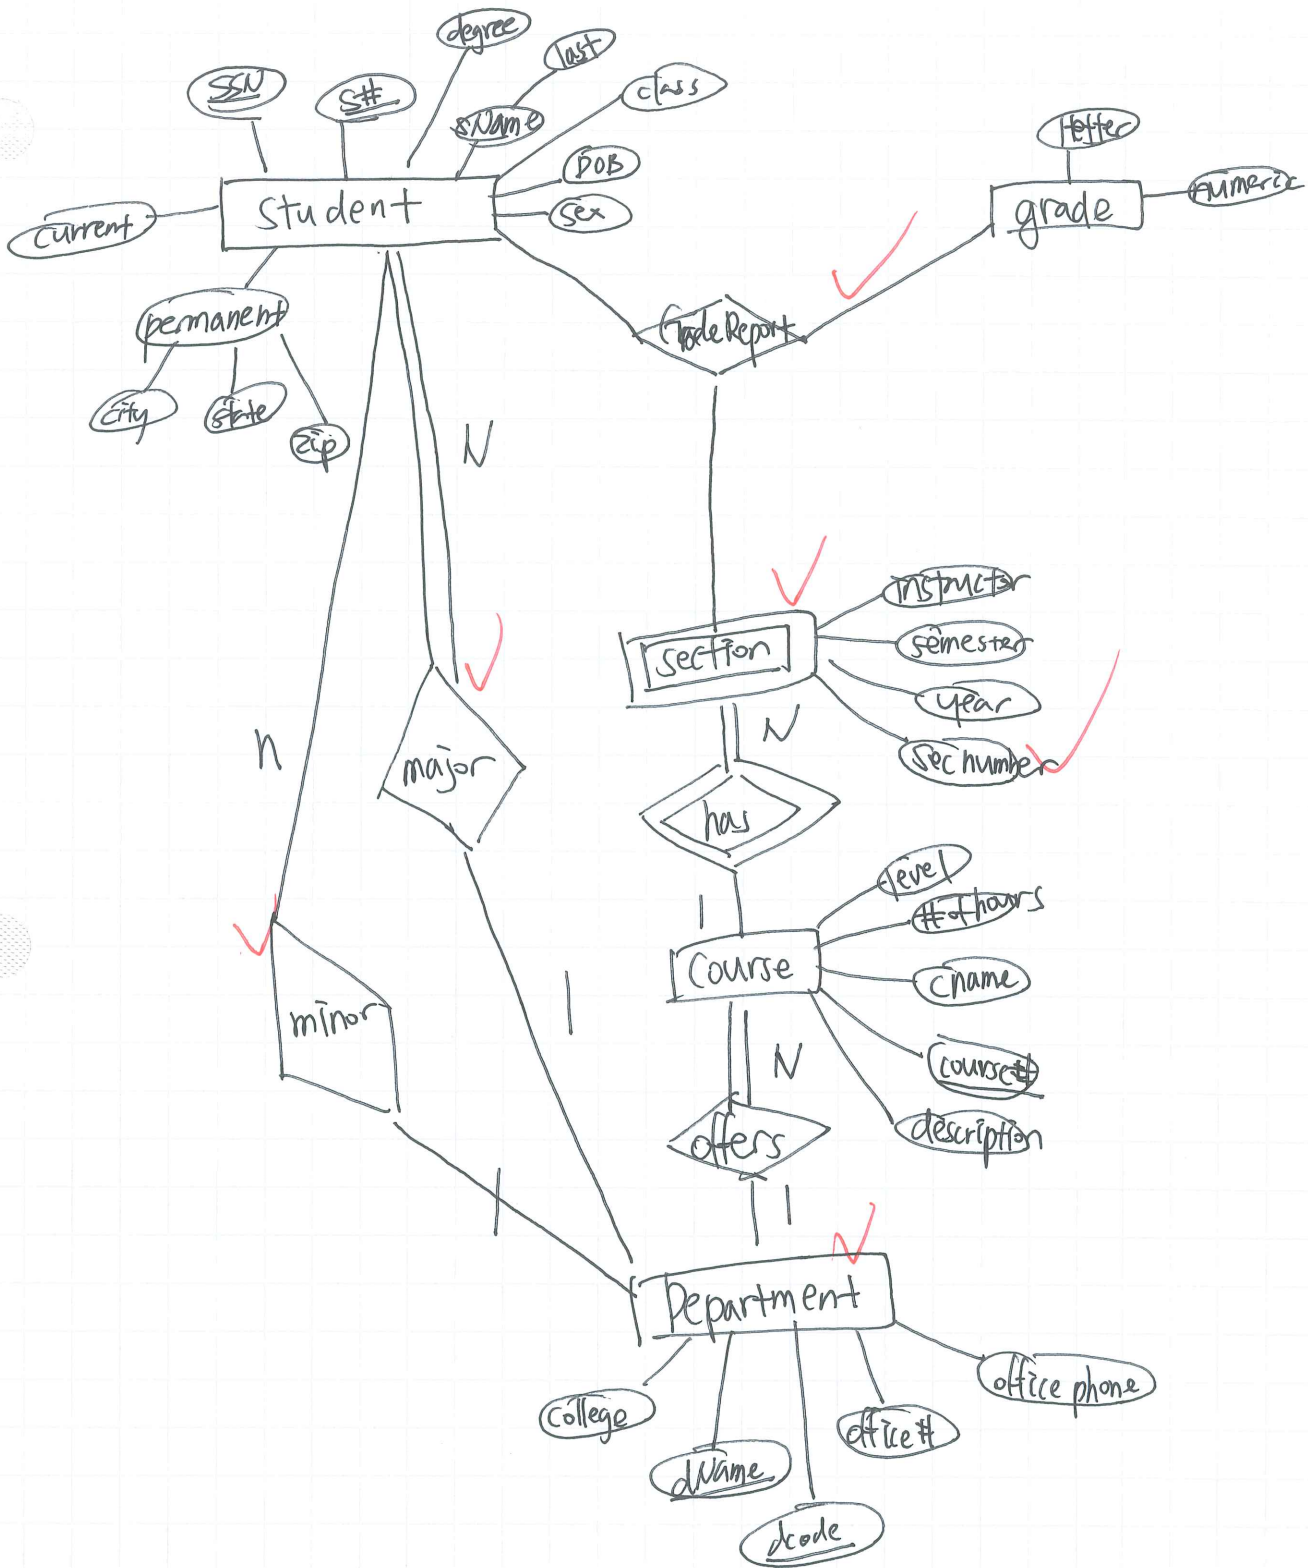 degree
last
SSN
S#
class
sName
letter
DOB
numeric
Student
sex
grade
current
permanent
GradeReport
city
state
zip
N
instructor
section
semester
year
N
n
major
sec number
has
level
1
# of hours
Course
cname
1
minor
N
course#
offers
description
1
1
Department
office phone
college
office#
dName
dcode